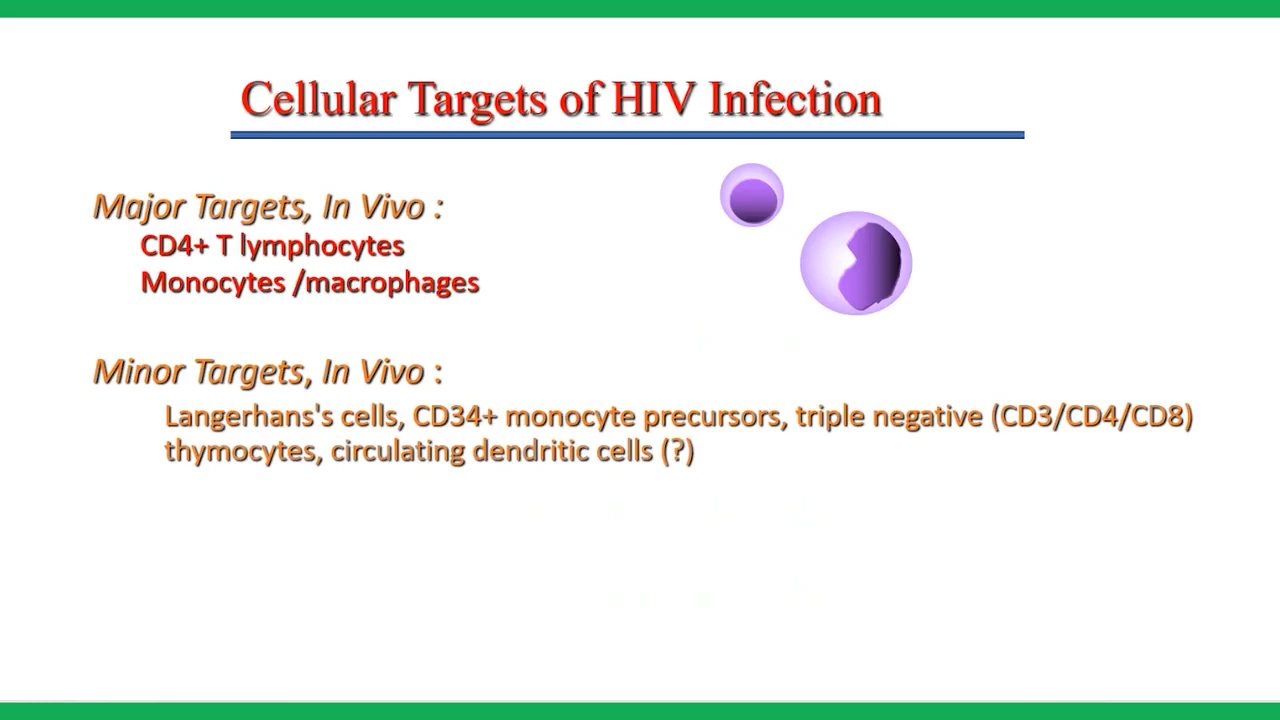 Cellular Targets of HIV Infection
Major Targets, In Vivo :
CD4+ T lymphocytes
Monocytes /macrophages
Minor Targets, In Vivo :
Langerhans's cells, CD34+ monocyte precursors, triple negative (CD3/CD4/CD8)
thymocytes, circulating dendritic cells (?)